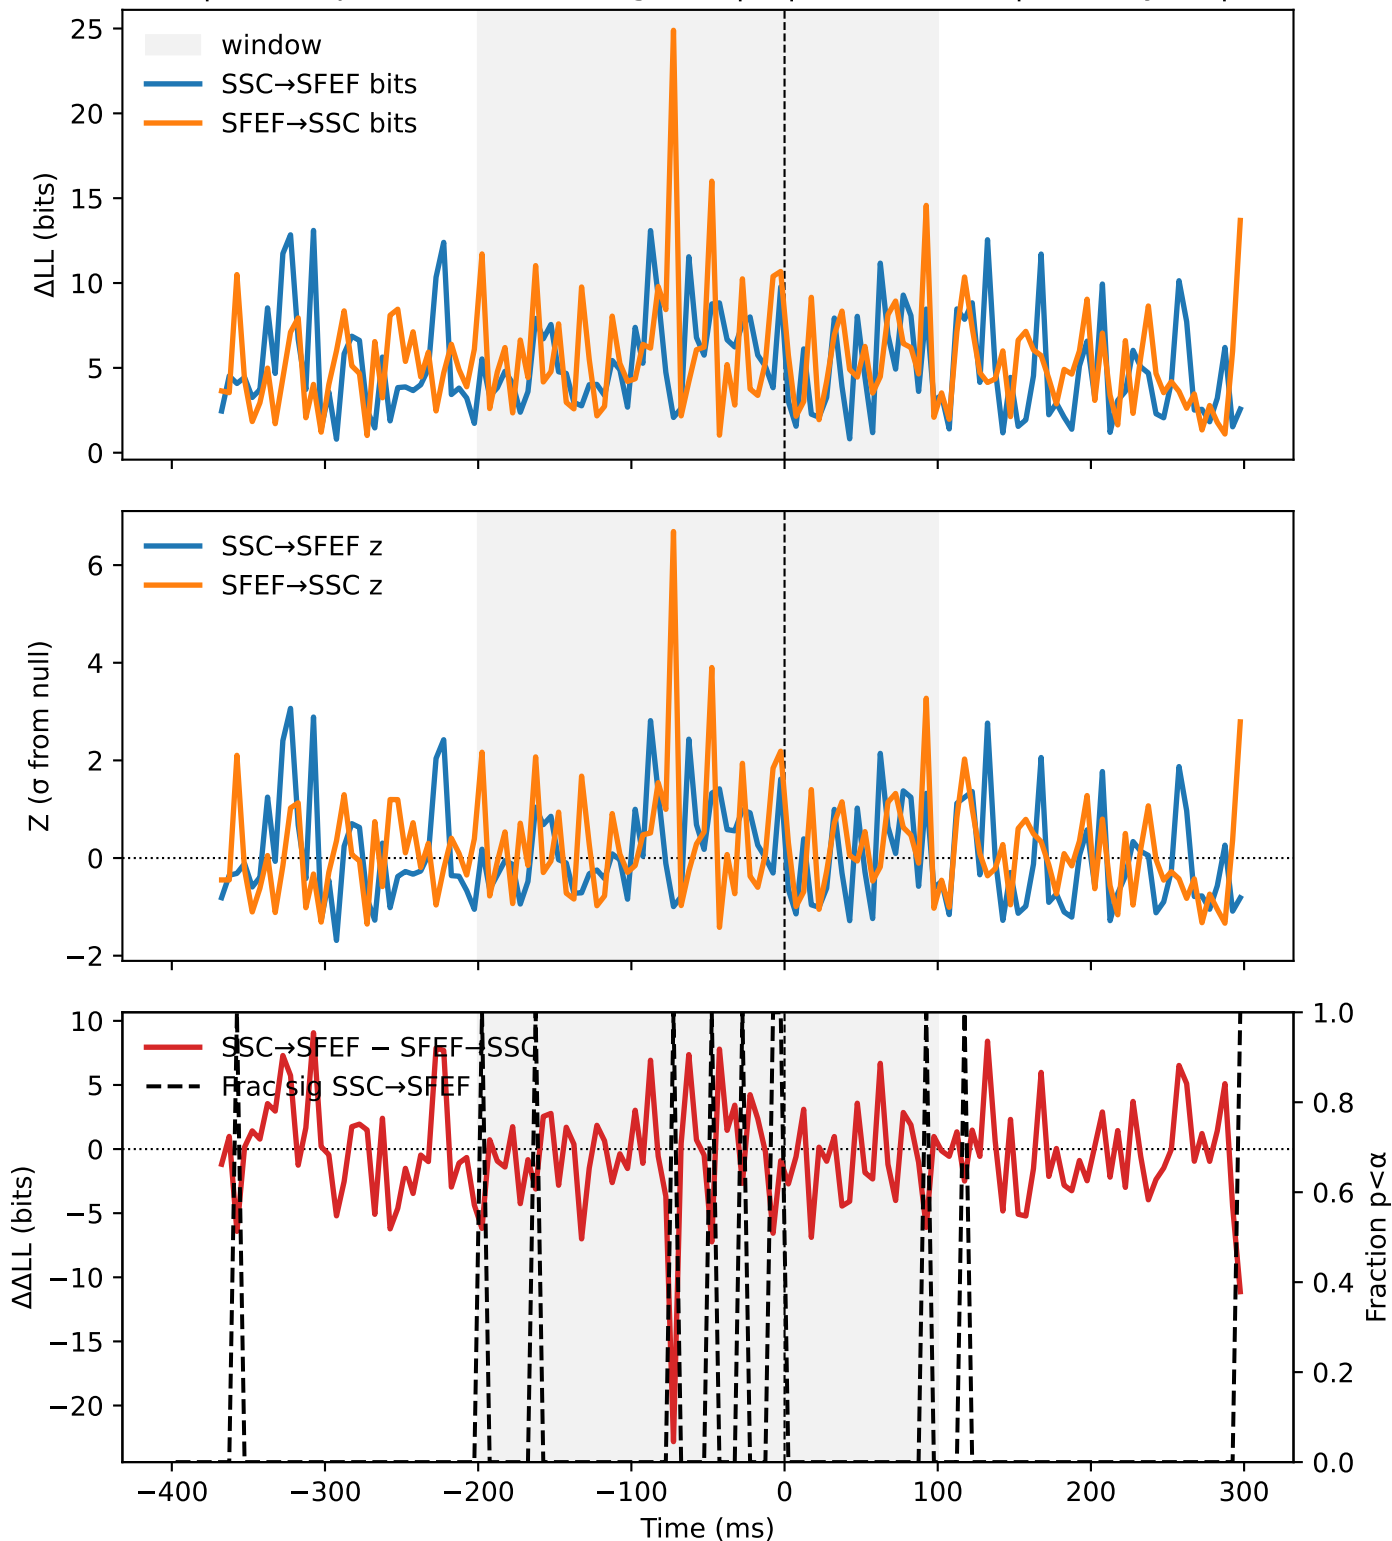 25
20
15
10
5
0
ΔLL (bits)
window
SSC→SFEF bits
SFEF→SSC bits
6
4
2
0
−2
Z (σ from null)
SSC→SFEF z
SFEF→SSC z
10
5
0
−5
−10
−15
−20
ΔΔLL (bits)
SSC→SFEF − SFEF→SSC
Frac sig SSC→SFEF
1.0
0.8
0.6
0.4
0.2
0.0
Fraction p<α
−400 −300 −200 −100 0 100 200 300
Time (ms)